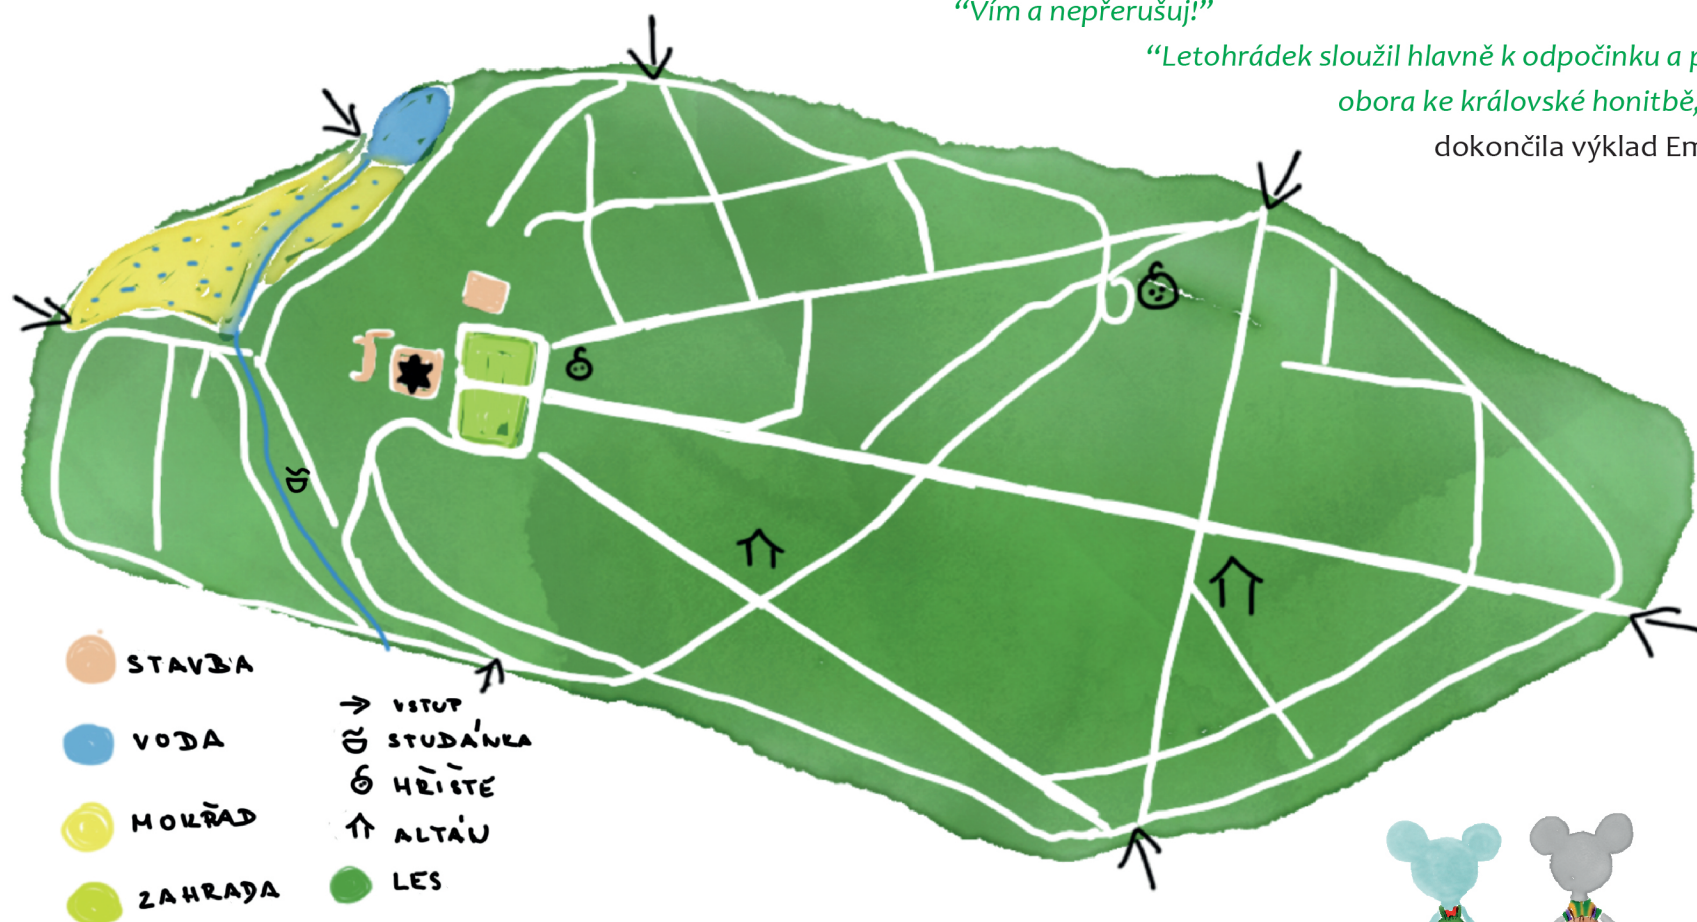 “Vím a nepřerušuj!”
“Letohrádek sloužil hlavně k odpočinku a p
obora ke královské honitbě,
dokončila výklad Em
STAVBA
VODA
MOKŘAD
ZAHRADA
VSTUP
STUDÁNKA
HŘIŠTĚ
ALTÁN
LES